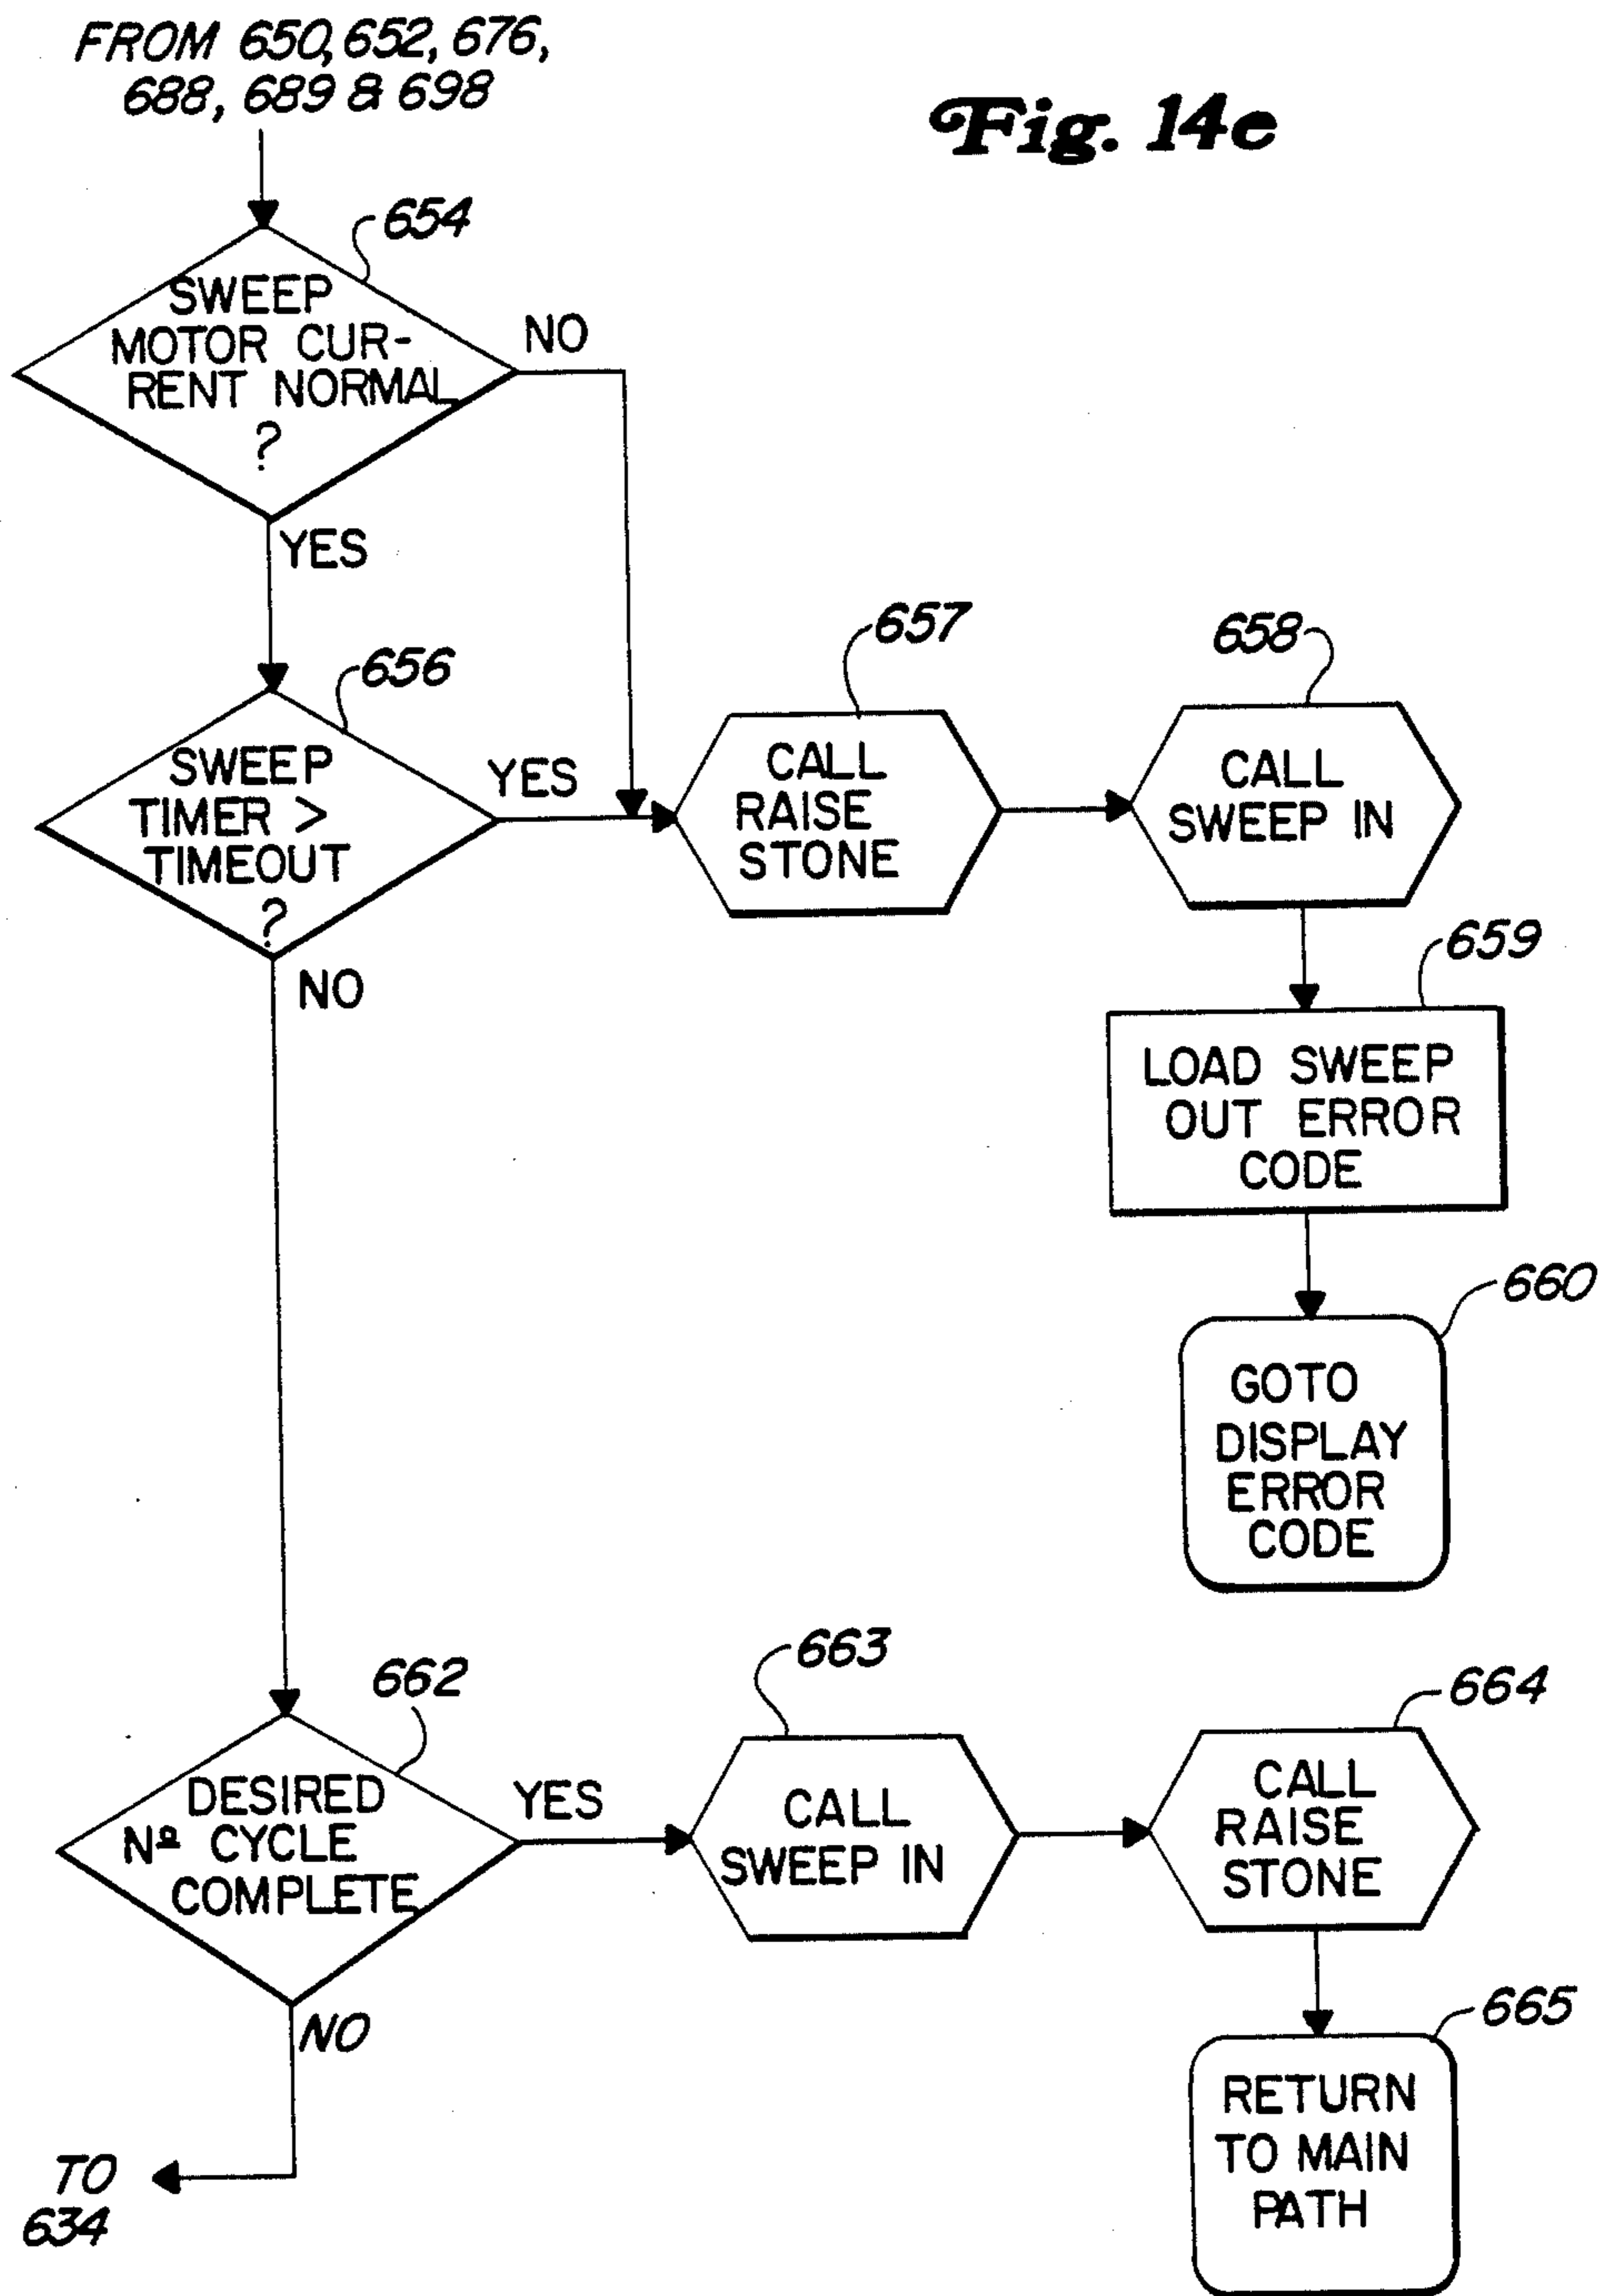 FROM 650, 652, 676,
688, 689 & 698
Fig. 14e
654
SWEEP
MOTOR CUR-
RENT NORMAL
?
NO
YES
656
SWEEP
TIMER >
TIMEOUT
?
YES
NO
657
CALL
RAISE
STONE
658
CALL
SWEEP IN
659
LOAD SWEEP
OUT ERROR
CODE
660
GOTO
DISPLAY
ERROR
CODE
662
DESIRED
Nº CYCLE
COMPLETE
YES
NO
663
CALL
SWEEP IN
664
CALL
RAISE
STONE
665
RETURN
TO MAIN
PATH
TO
634